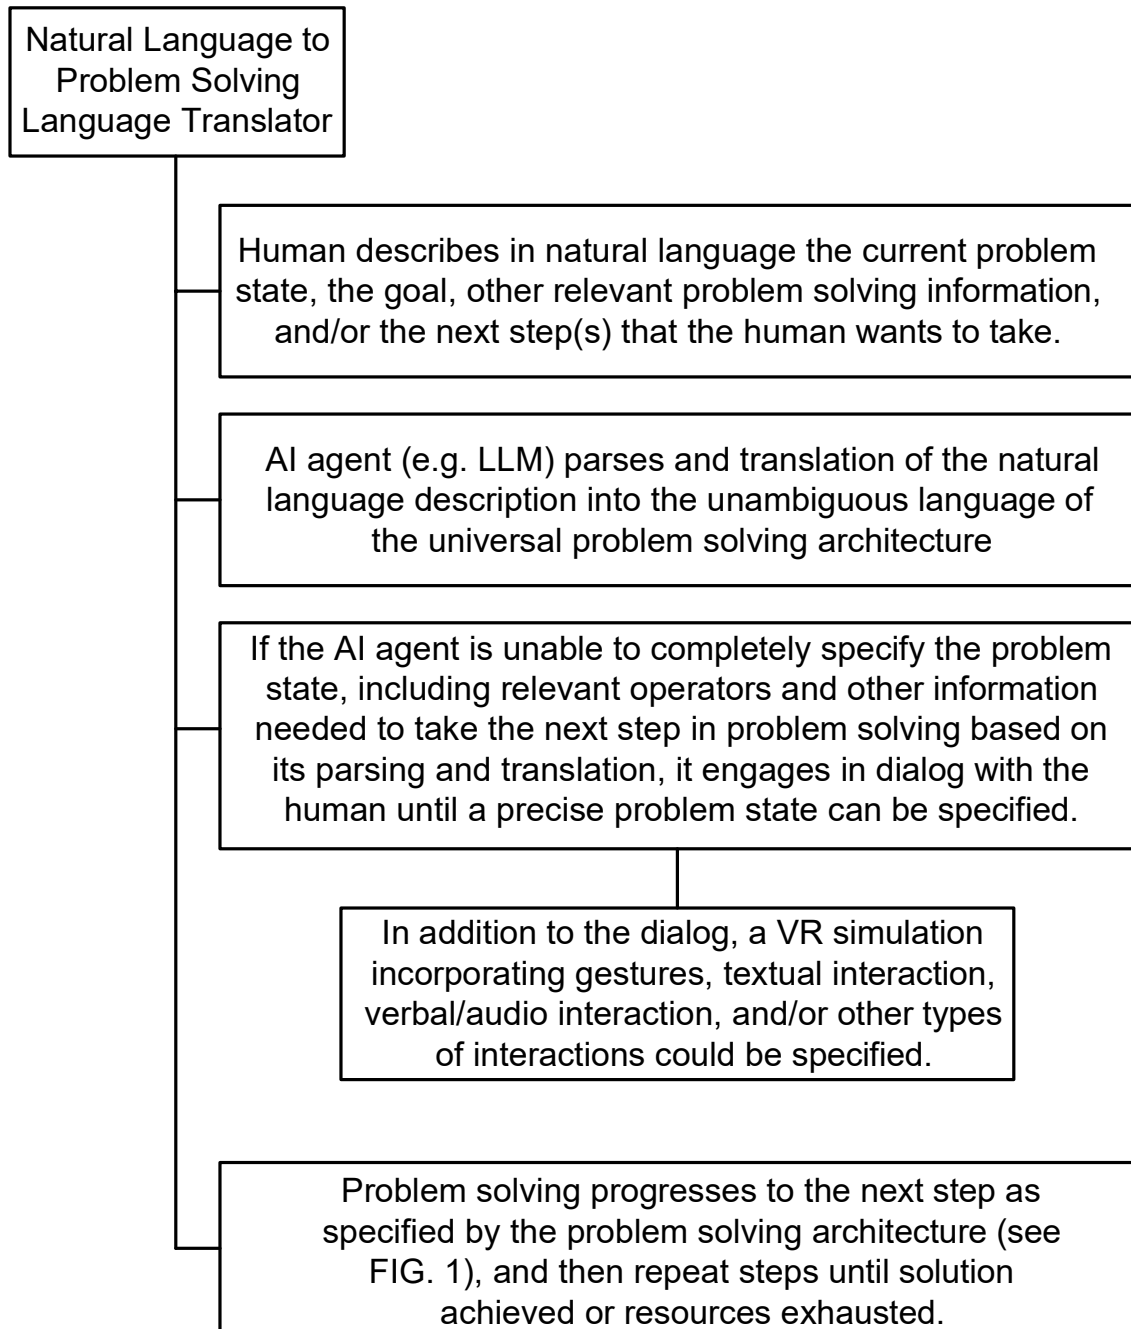 Natural Language to
Problem Solving
Language Translator
Human describes in natural language the current problem
state, the goal, other relevant problem solving information,
and/or the next step(s) that the human wants to take.
AI agent (e.g. LLM) parses and translation of the natural
language description into the unambiguous language of
the universal problem solving architecture
If the AI agent is unable to completely specify the problem
state, including relevant operators and other information
needed to take the next step in problem solving based on
its parsing and translation, it engages in dialog with the
human until a precise problem state can be specified.
In addition to the dialog, a VR simulation
incorporating gestures, textual interaction,
verbal/audio interaction, and/or other types
of interactions could be specified.
Problem solving progresses to the next step as
specified by the problem solving architecture (see
FIG. 1), and then repeat steps until solution
achieved or resources exhausted.